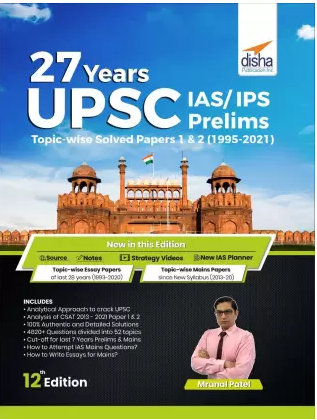 disha
Publication Inc
27 Years
UPSC IAS/IPS
Prelims
Topic-wise Solved Papers 1 & 2 (1995-2021)
New in this Edition
Source
Notes
Strategy Videos
New IAS Planner
Topic-wise Essay Papers
of last 28 years (1993-2020)
Topic-wise Mains Papers
since New Syllabus (2013-20)
INCLUDES
• Analytical Approach to crack UPSC
• Analysis of CSAT 2013 - 2021 Paper 1 & 2
• 100% Authentic and Detailed Solutions
• 4820+ Questions divided into 52 topics
• Cut-off for last 7 Years Prelims & Mains
• How to Attempt IAS Mains Questions?
• How to Write Essays for Mains?
12th Edition
Mrunal Patel